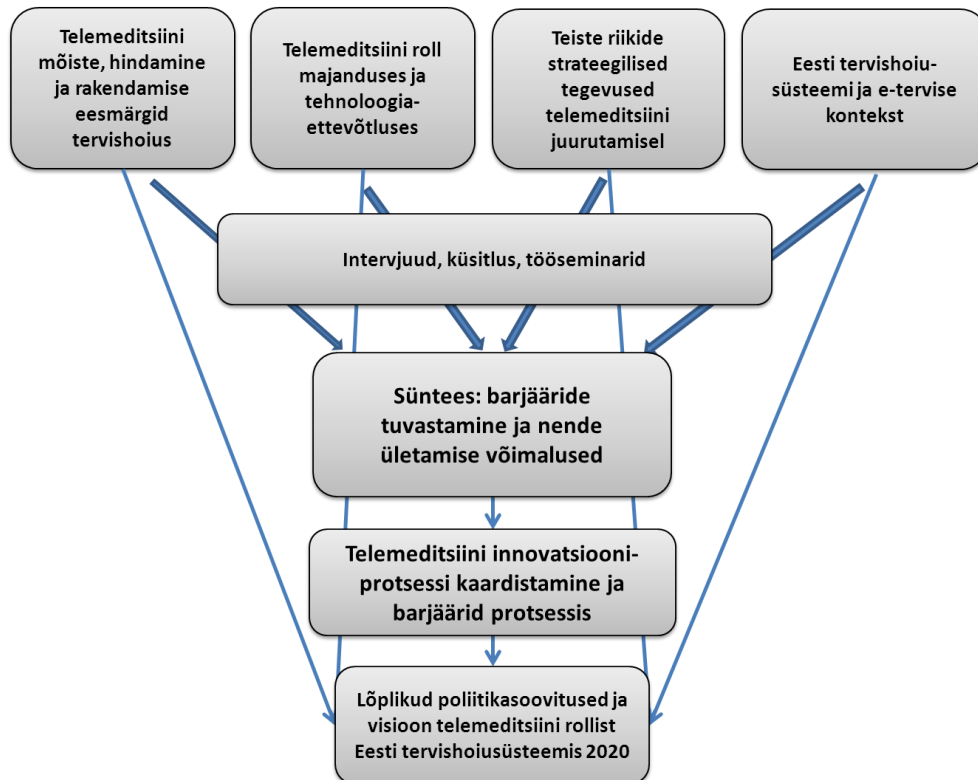 Telemeditsiini
mõiste, hindamine
ja rakendamise
eesmärgid
tervishoius
Telemeditsiini roll
majanduses ja
tehnoloogia-
ettevõtluses
Teiste riikide
strateegilised
tegevused
telemeditsiini
juurutamisel
Eesti tervishoiu-
süsteemi ja e-tervise
kontekst
Intervjuud, küsitlus, tööseminarid
Süntees: barjääride
tuvastamine ja nende
ületamise võimalused
Telemeditsiini innovatsiooni-
protsessi kaardistamine ja
barjäärid protsessis
Lõplikud poliitikasoovitused ja
visioon telemeditsiini rollist
Eesti tervishoiusüsteemis 2020